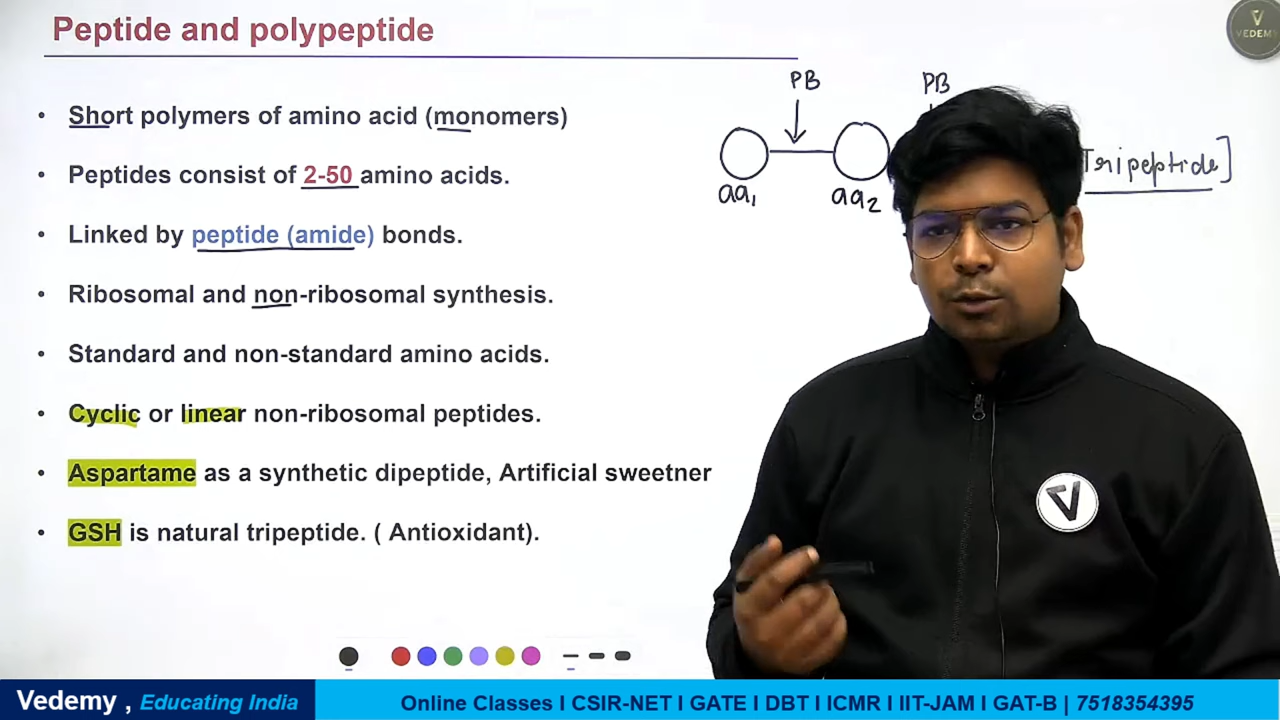 Peptide and polypeptide
VEDEMY
PB
PB
aa1
aa2
Tripeptide]
• Short polymers of amino acid (monomers)
• Peptides consist of 2-50 amino acids.
• Linked by peptide (amide) bonds.
• Ribosomal and non-ribosomal synthesis.
• Standard and non-standard amino acids.
• Cyclic or linear non-ribosomal peptides.
• Aspartame as a synthetic dipeptide, Artificial sweetner
• GSH is natural tripeptide. ( Antioxidant).
Vedemy , Educating India
Online Classes I CSIR-NET I GATE I DBT I ICMR I IIT-JAM I GAT-B | 7518354395